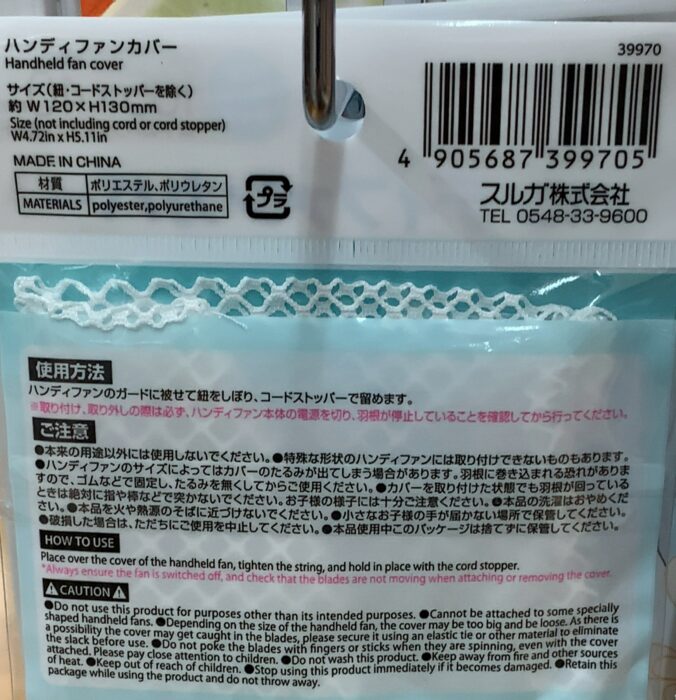 ハンディファンカバー
39970
Handheld fan cover
サイズ(紐・コードストッパーを除く)
約 W120×H130mm
Size (not including cord or cord stopper)
W4.72in x H5.11in
MADE IN CHINA
材質 ポリエステル、ポリウレタン
MATERIALS polyester,polyurethane
プラ
4 905687 399705
スルガ株式会社
TEL 0548-33-9600
使用方法
ハンディファンのガードに被せて紐をしぼり、コードストッパーで留めます。
※取り付け、取り外しの際は必ず、ハンディファン本体の電源を切り、羽根が停止していることを確認してから行ってください。
ご注意
●本来の用途以外には使用しないでください。●特殊な形状のハンディファンには取り付けできないものもあります。
●ハンディファンのサイズによってはカバーのたるみが出てしまう場合があります。羽根に巻き込まれる恐れがありま
すので、ゴムなどで固定し、たるみを無くしてからご使用ください。●カバーを取り付けた状態でも羽根が回っている
ときは絶対に指や棒などで突かないでください。お子様の様子には十分ご注意ください。●本品の洗濯はおやめくだ
さい。●本品を火や熱源のそばに近づけないでください。●小さなお子様の手が届かない場所で保管してください。
●破損した場合は、ただちにご使用を中止してください。●本品使用中このパッケージは捨てずに保管してください。
HOW TO USE
Place over the cover of the handheld fan, tighten the string, and hold in place with the cord stopper.
*Always ensure the fan is switched off, and check that the blades are not moving when attaching or removing the cover.
⚠CAUTION⚠
●Do not use this product for purposes other than its intended purposes. ●Cannot be attached to some specially
shaped handheld fans. ●Depending on the size of the handheld fan, the cover may be too big and be loose. As there is
a possibility the cover may get caught in the blades, please secure it using an elastic tie or other material to eliminate
the slack before use. ●Do not poke the blades with fingers or sticks when they are spinning, even with the cover
attached. Please pay close attention to children. ●Do not wash this product. ●Keep away from fire and other sources
of heat. ●Keep out of reach of children. ●Stop using this product immediately if it becomes damaged. ●Retain this
package while using the product and do not throw away.